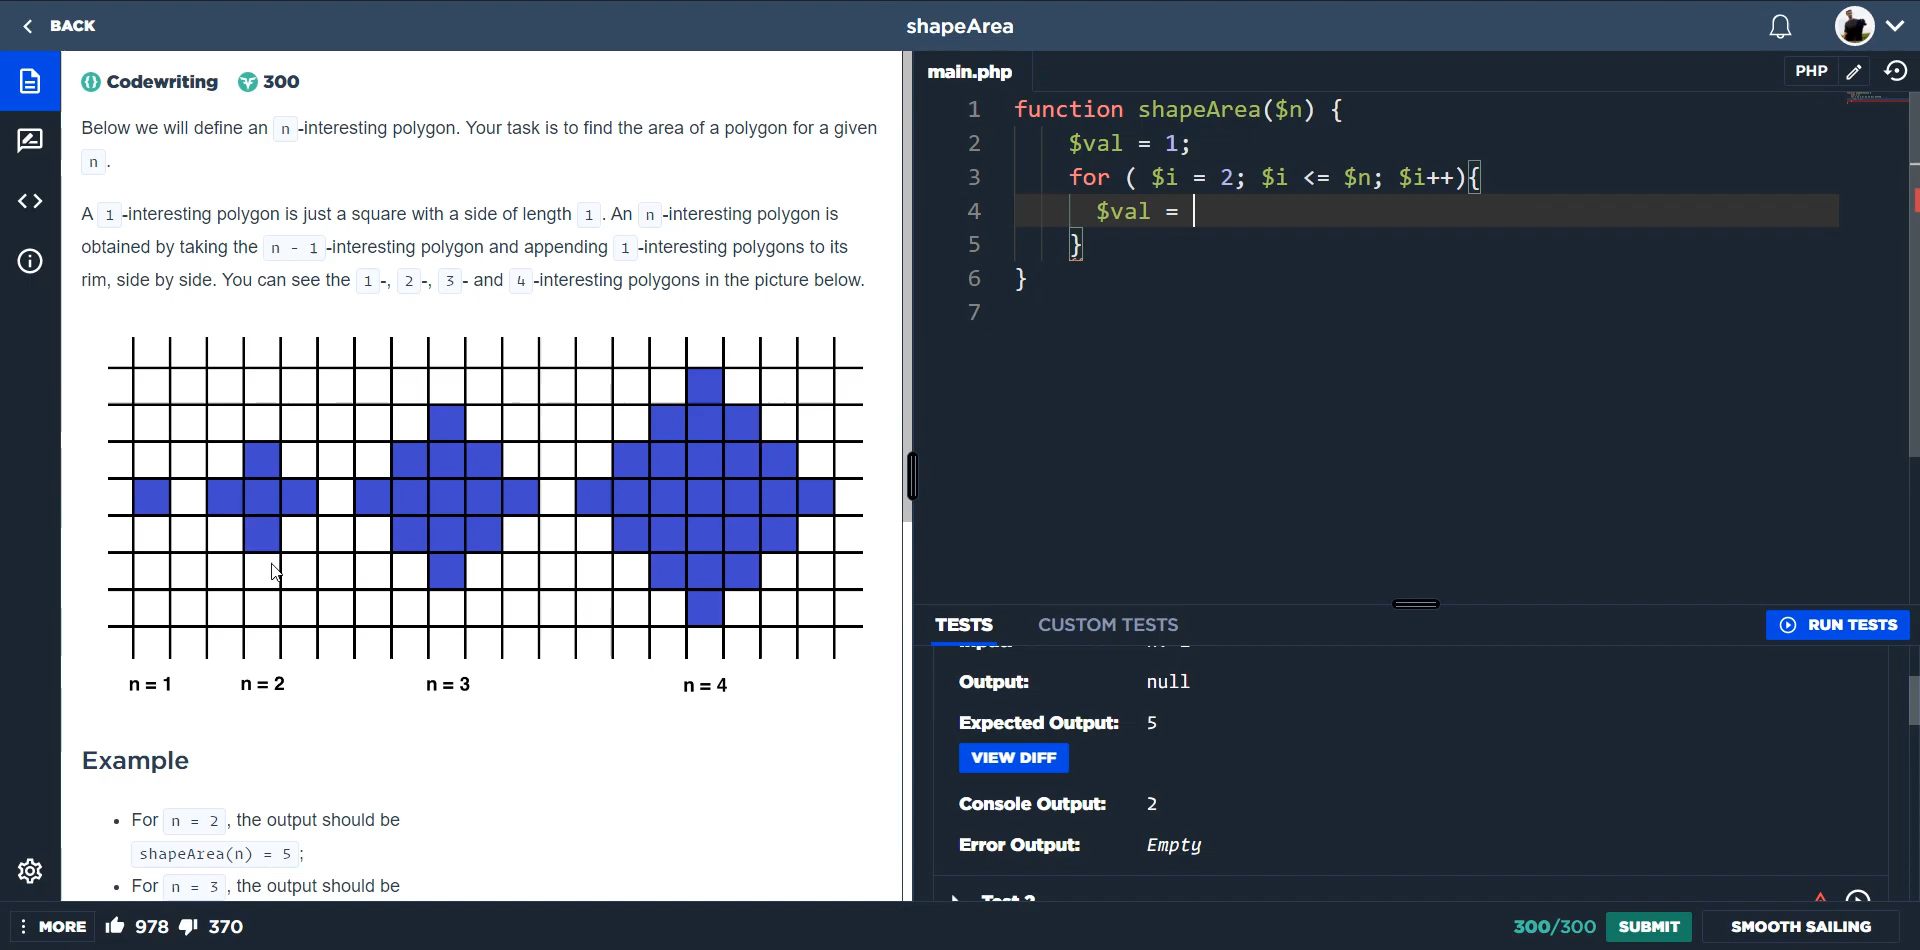 BACK
shapeArea
Codewriting 300
Below we will define an n -interesting polygon. Your task is to find the area of a polygon for a given
n .
A 1 -interesting polygon is just a square with a side of length 1 . An n -interesting polygon is
obtained by taking the n - 1 -interesting polygon and appending 1 -interesting polygons to its
rim, side by side. You can see the 1 -, 2 -, 3 - and 4 -interesting polygons in the picture below.
n = 1 n = 2 n = 3 n = 4
Example
• For n = 2 , the output should be
shapeArea(n) = 5 ;
• For n = 3 , the output should be
MORE 978 370
main.php
PHP
1 function shapeArea($n) {
2 $val = 1;
3 for ( $i = 2; $i <= $n; $i++){
4 $val =
5 }
6 }
7
TESTS CUSTOM TESTS RUN TESTS
Output: null
Expected Output: 5
VIEW DIFF
Console Output: 2
Error Output: Empty
300/300 SUBMIT SMOOTH SAILING